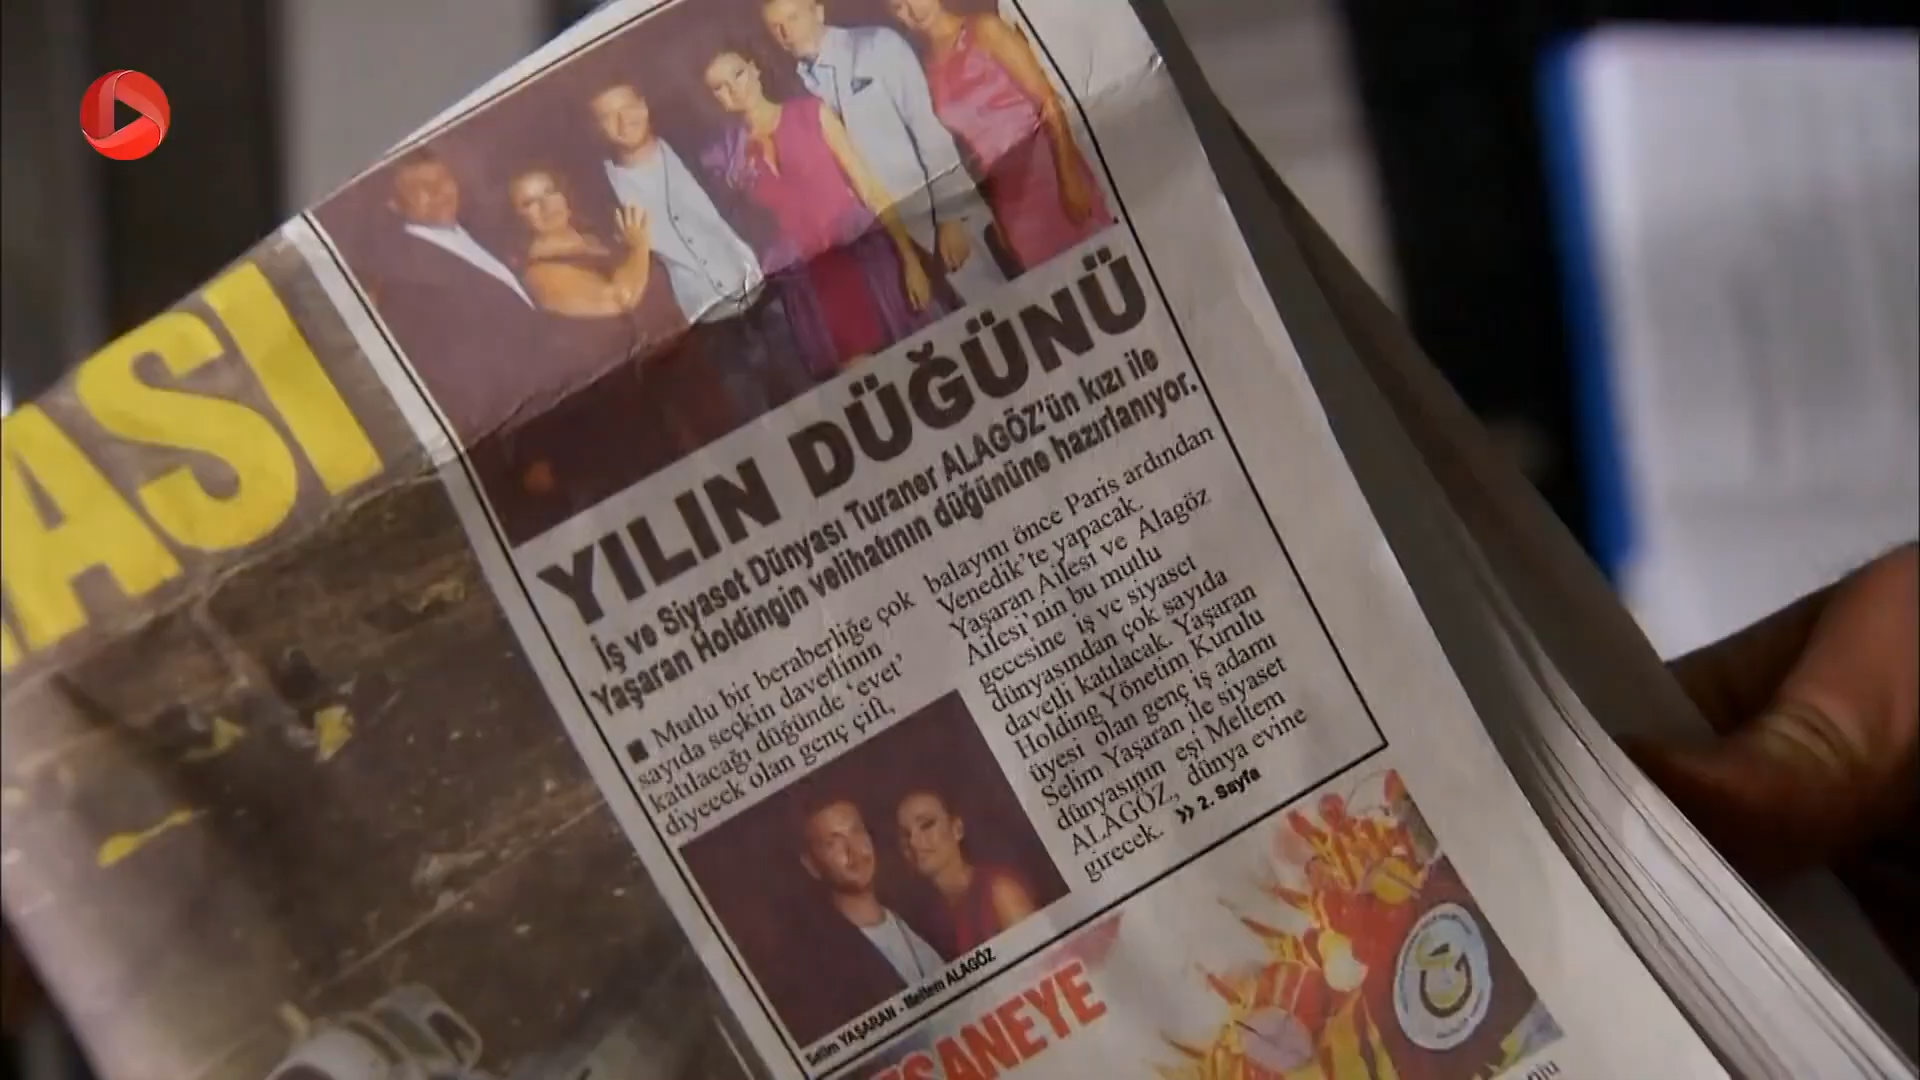 ASI
YILIN DÜĞÜNÜ
İş ve Siyaset Dünyası Turaner ALAGÖZ'ün kızı ile
Yaşaran Holdingin velihatının düğününe hazırlanıyor.
■ Mutlu bir beraberliğe çok
sayıda seçkin davetlinin
katılacağı düğünde 'evet'
diyecek olan genç çift,
balayını önce Paris ardından
Venedik'te yapacak.
Yaşaran Ailesi ve Alagöz
Ailesi'nin bu mutlu
gecesine iş ve siyaset
dünyasından çok sayıda
davetli katılacak. Yaşaran
Holding Yönetim Kurulu
üyesi olan genç iş adamı
Selim Yaşaran ile siyaset
dünyasının eşi Meltem
ALAGÖZ, dünya evine
girecek. » 2. Sayfa
Selim YAŞARAN - Meltem ALAGÖZ
SANEYE